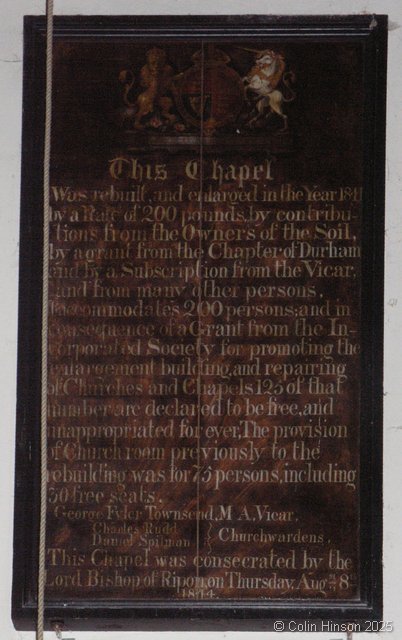 This Chapel
Was rebuilt, and enlarged in the Year 1841
by a Rate of 200 pounds, by contribu-
tions from the Owners of the Soil,
by a grant from the Chapter of Durham
and by a Subscription from the Vicar,
and from many other persons,
It accommodates 200 persons; and in
consequence of a Grant from the In-
corporated Society for promoting the
enlargement building, and repairing
of Churches and Chapels 125 of that
number are declared to be free, and
unappropriated for ever, The provision
of Church room previously to the
rebuilding was for 75 persons, including
50 free seats.
George Fyler Townsend, M A, Vicar,
Charles Rudd
Daniel Spilman } Churchwardens,
This Chapel was consecrated by the
Lord Bishop of Ripon, on Thursday, Aug 8
1844.
© Colin Hinson 2025